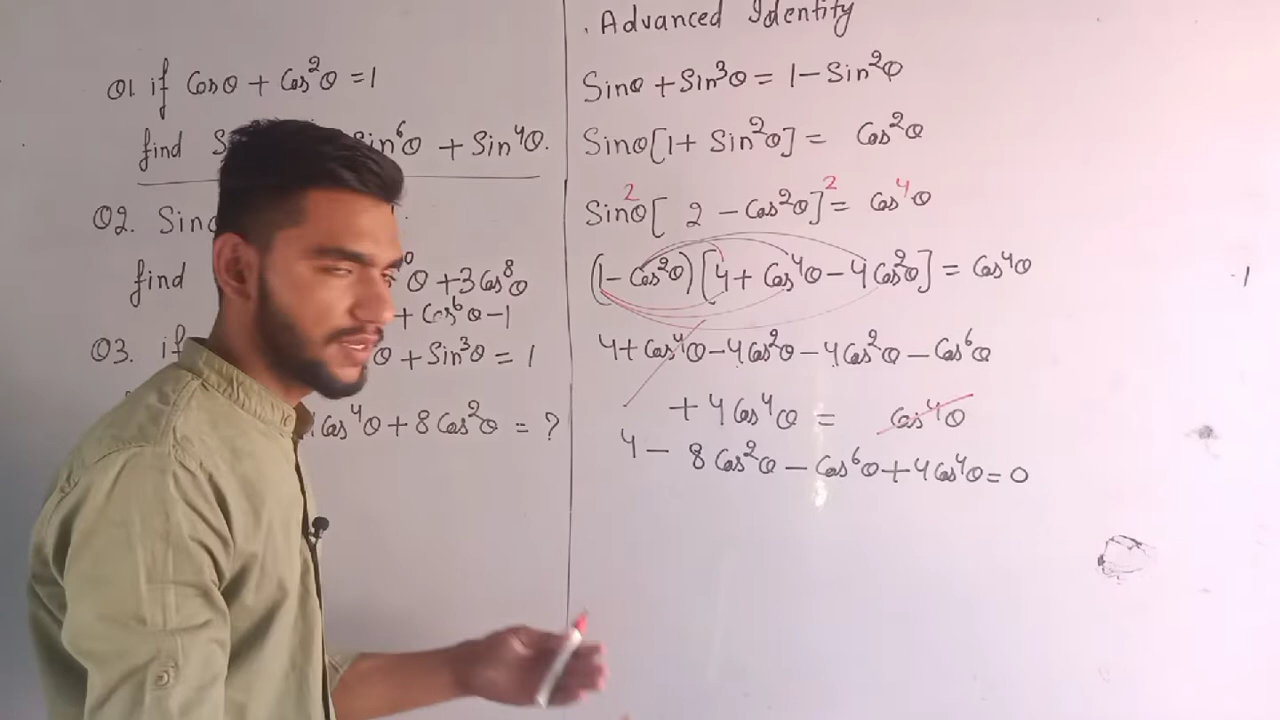 Q1 if Cosθ + Cos²θ = 1
find Sin⁶θ + Sin⁴θ.
Q2. Sinθ
find θ + 3Cos⁸θ
+ Cos⁶θ - 1
Q3. if θ + Sin³θ = 1
Cos⁴θ + 8Cos²θ = ?
. Advanced Identity
Sinθ + Sin³θ = 1 - Sin²θ
Sinθ[1 + Sin²θ] = Cos²θ
Sin²θ[2 - Cos²θ]² = Cos⁴θ
(1 - Cos²θ)[4 + Cos⁴θ - 4Cos²θ] = Cos⁴θ
4 + Cos⁴θ - 4Cos²θ - 4Cos²θ - Cos⁶θ
+ 4Cos⁴θ = Cos⁴θ
4 - 8Cos²θ - Cos⁶θ + 4Cos⁴θ = 0